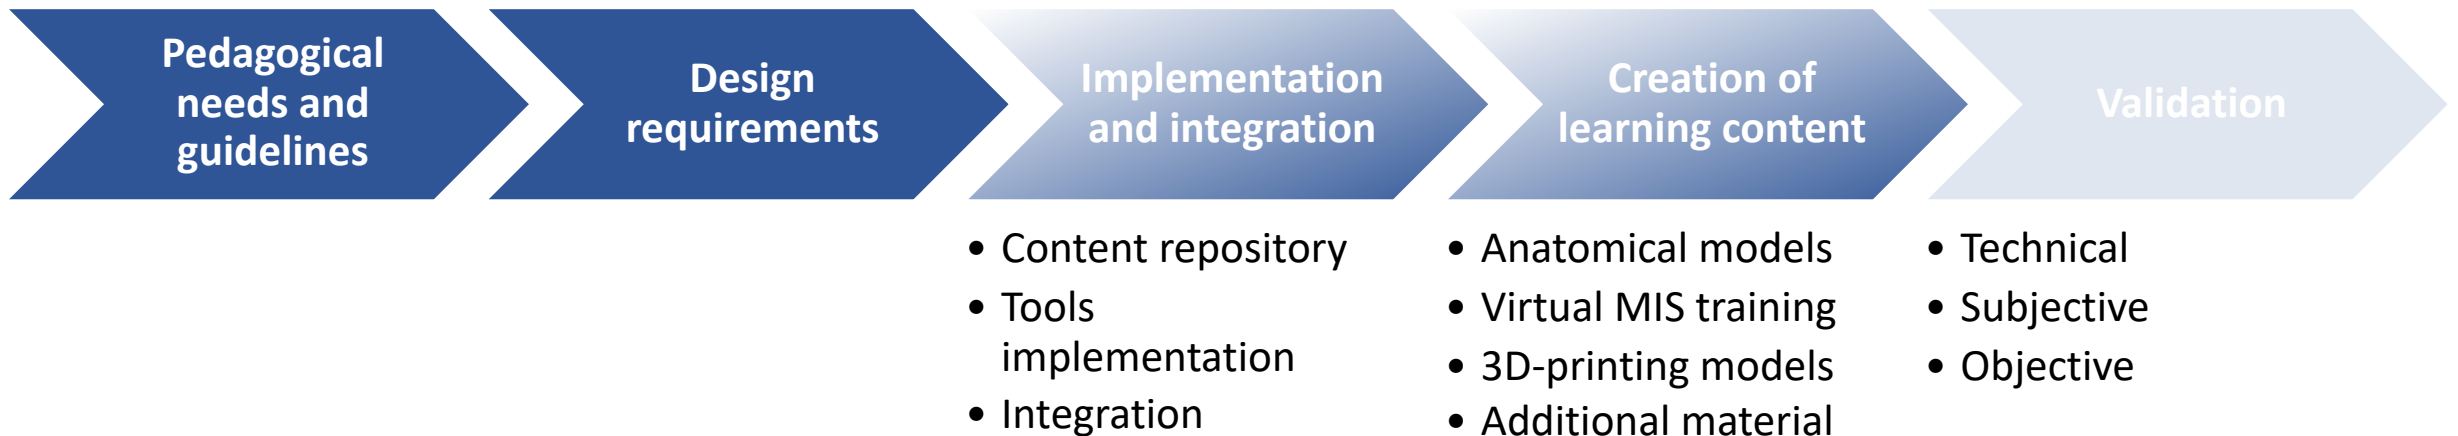 Pedagogical
needs and
guidelines
Design
requirements
Implementation
and integration
Creation of
learning content
Validation
• Content repository
• Tools
implementation
• Integration
• Anatomical models
• Virtual MIS training
• 3D-printing models
• Additional material
• Technical
• Subjective
• Objective